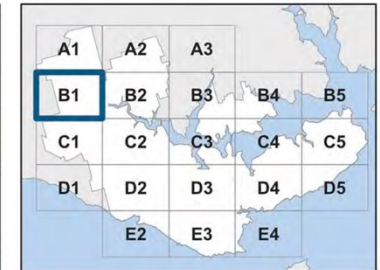 A1 A2 A3
B1 B2 B3 B4 B5
C1 C2 C3 C4 C5
D1 D2 D3 D4 D5
E2 E3 E4